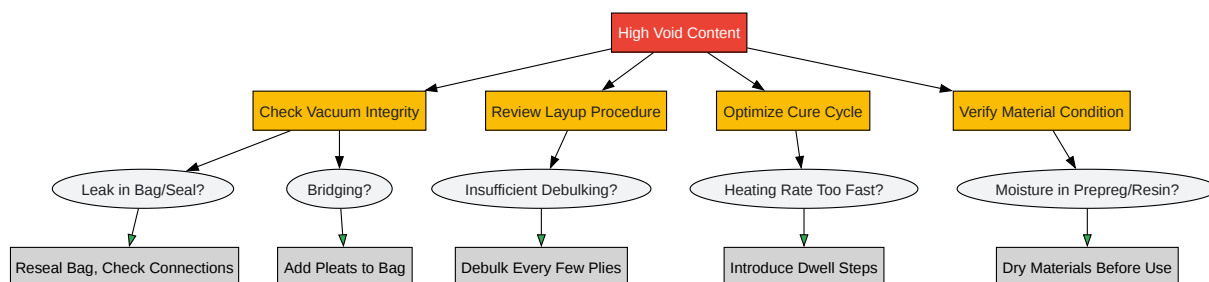 High Void Content
Check Vacuum Integrity
Review Layup Procedure
Optimize Cure Cycle
Verify Material Condition
Leak in Bag/Seal?
Bridging?
Insufficient Debulking?
Heating Rate Too Fast?
Moisture in Prepreg/Resin?
Reseal Bag, Check Connections
Add Pleats to Bag
Debulk Every Few Plies
Introduce Dwell Steps
Dry Materials Before Use